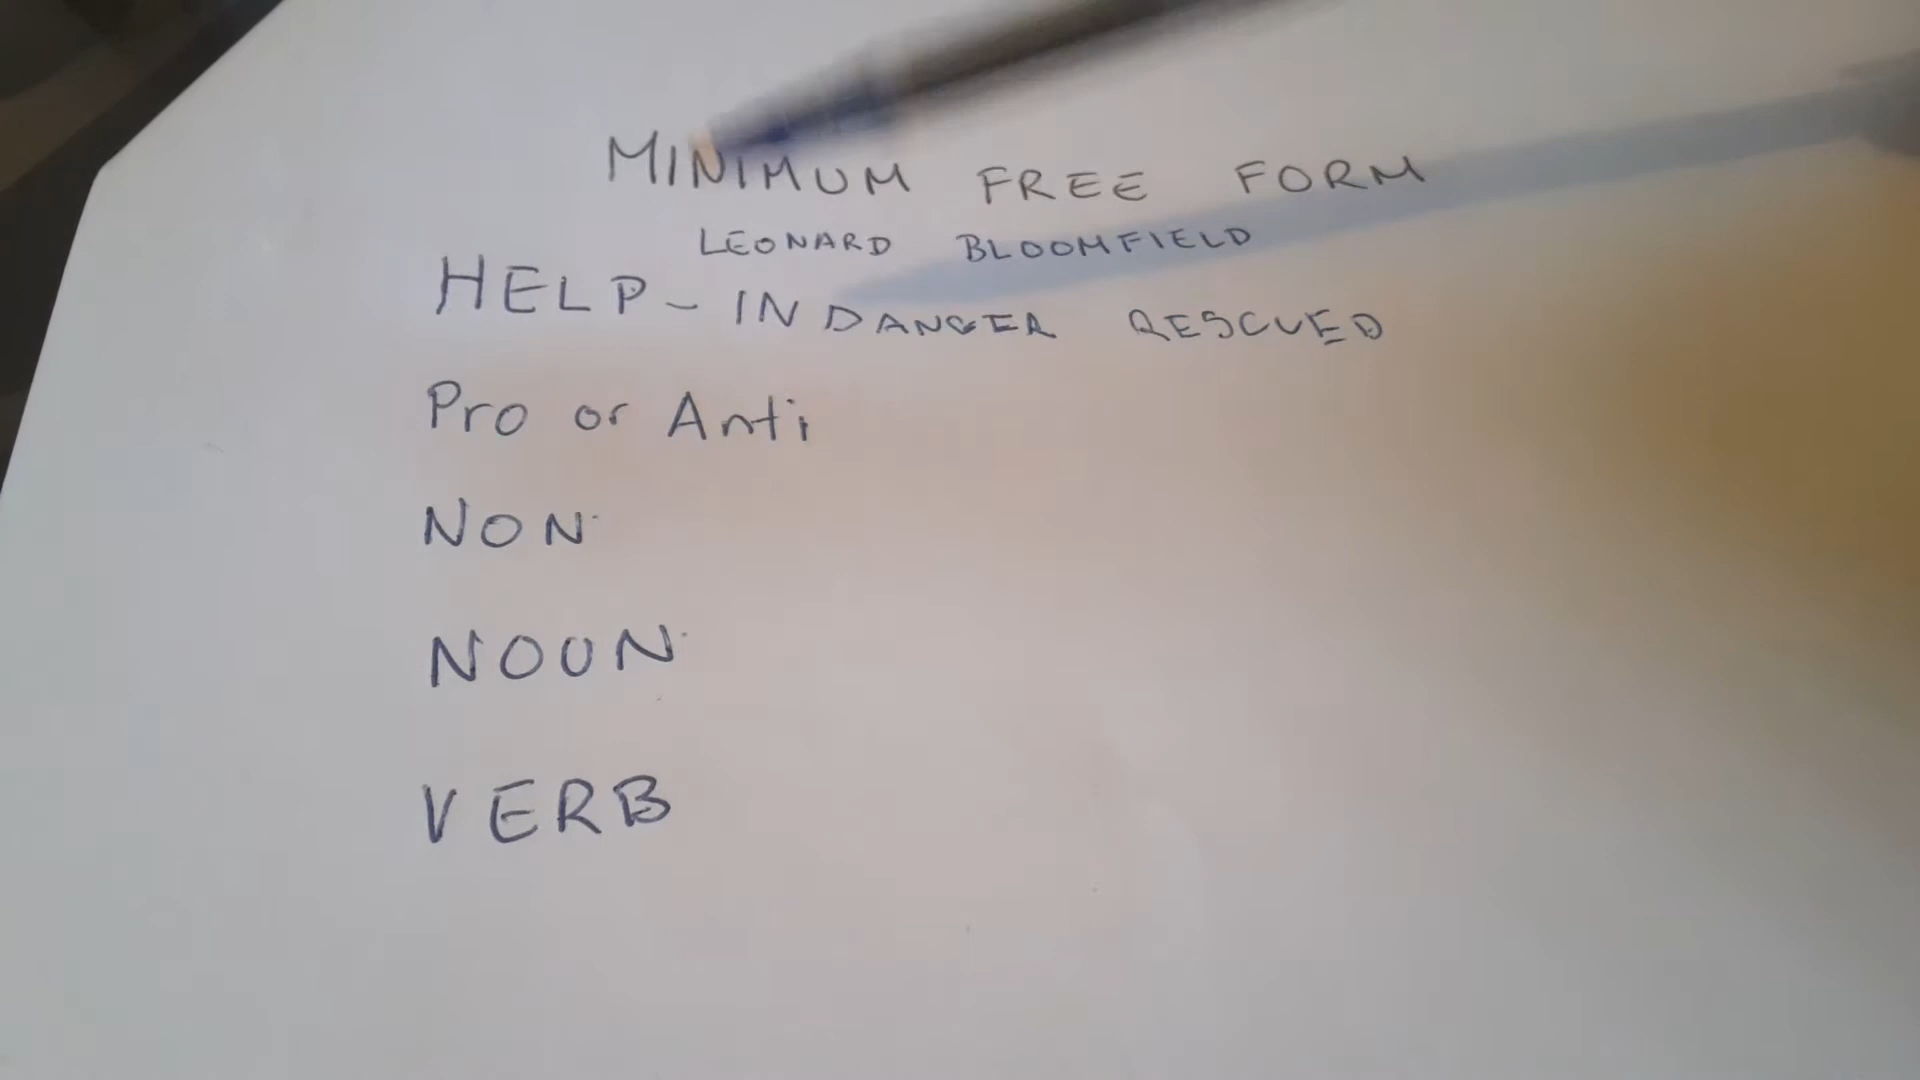 MINIMUM FREE FORM
LEONARD BLOOMFIELD
HELP - IN DANGER RESCUED
Pro or Anti
NON
NOUN
VERB